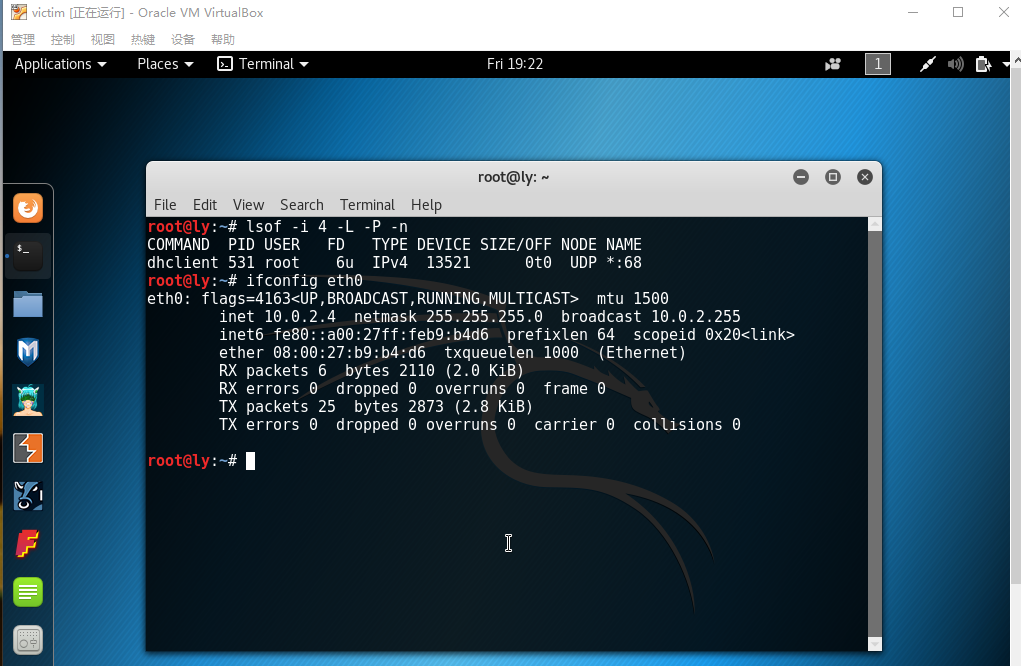 victim [正在运行] - Oracle VM VirtualBox
管理 控制 视图 热键 设备 帮助
Applications Places Terminal Fri 19:22 1
root@ly: ~
File Edit View Search Terminal Help
root@ly:~# lsof -i 4 -L -P -n
COMMAND  PID USER   FD   TYPE DEVICE SIZE/OFF NODE NAME
dhclient 531 root    6u  IPv4  13521      0t0  UDP *:68
root@ly:~# ifconfig eth0
eth0: flags=4163<UP,BROADCAST,RUNNING,MULTICAST>  mtu 1500
        inet 10.0.2.4  netmask 255.255.255.0  broadcast 10.0.2.255
        inet6 fe80::a00:27ff:feb9:b4d6  prefixlen 64  scopeid 0x20<link>
        ether 08:00:27:b9:b4:d6  txqueuelen 1000  (Ethernet)
        RX packets 6  bytes 2110 (2.0 KiB)
        RX errors 0  dropped 0  overruns 0  frame 0
        TX packets 25  bytes 2873 (2.8 KiB)
        TX errors 0  dropped 0 overruns 0  carrier 0  collisions 0
root@ly:~#